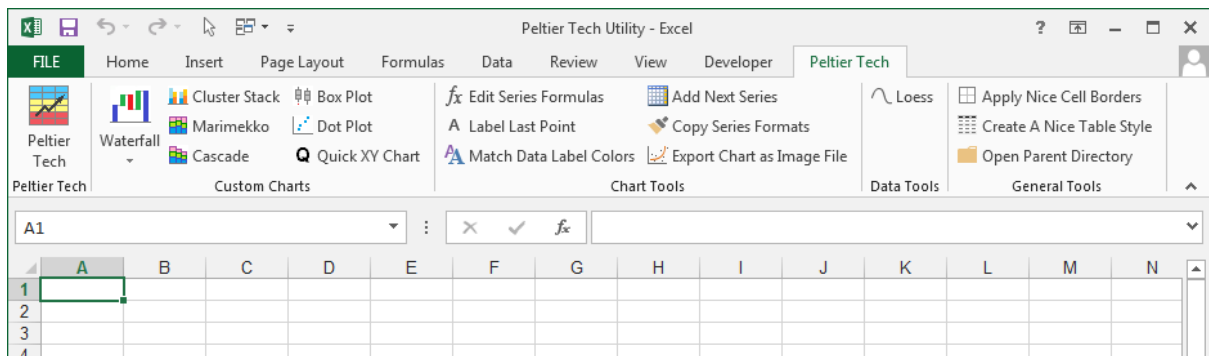 Peltier Tech Utility - Excel
FILE Home Insert Page Layout Formulas Data Review View Developer Peltier Tech
Peltier Tech
Waterfall
Cluster Stack Box Plot
Marimekko Dot Plot
Cascade Q Quick XY Chart
fx Edit Series Formulas Add Next Series
A Label Last Point Copy Series Formats
Match Data Label Colors Export Chart as Image File
Loess
Apply Nice Cell Borders
Create A Nice Table Style
Open Parent Directory
Peltier Tech Custom Charts Chart Tools Data Tools General Tools
A1 fx
A B C D E F G H I J K L M N
1
2
3
4